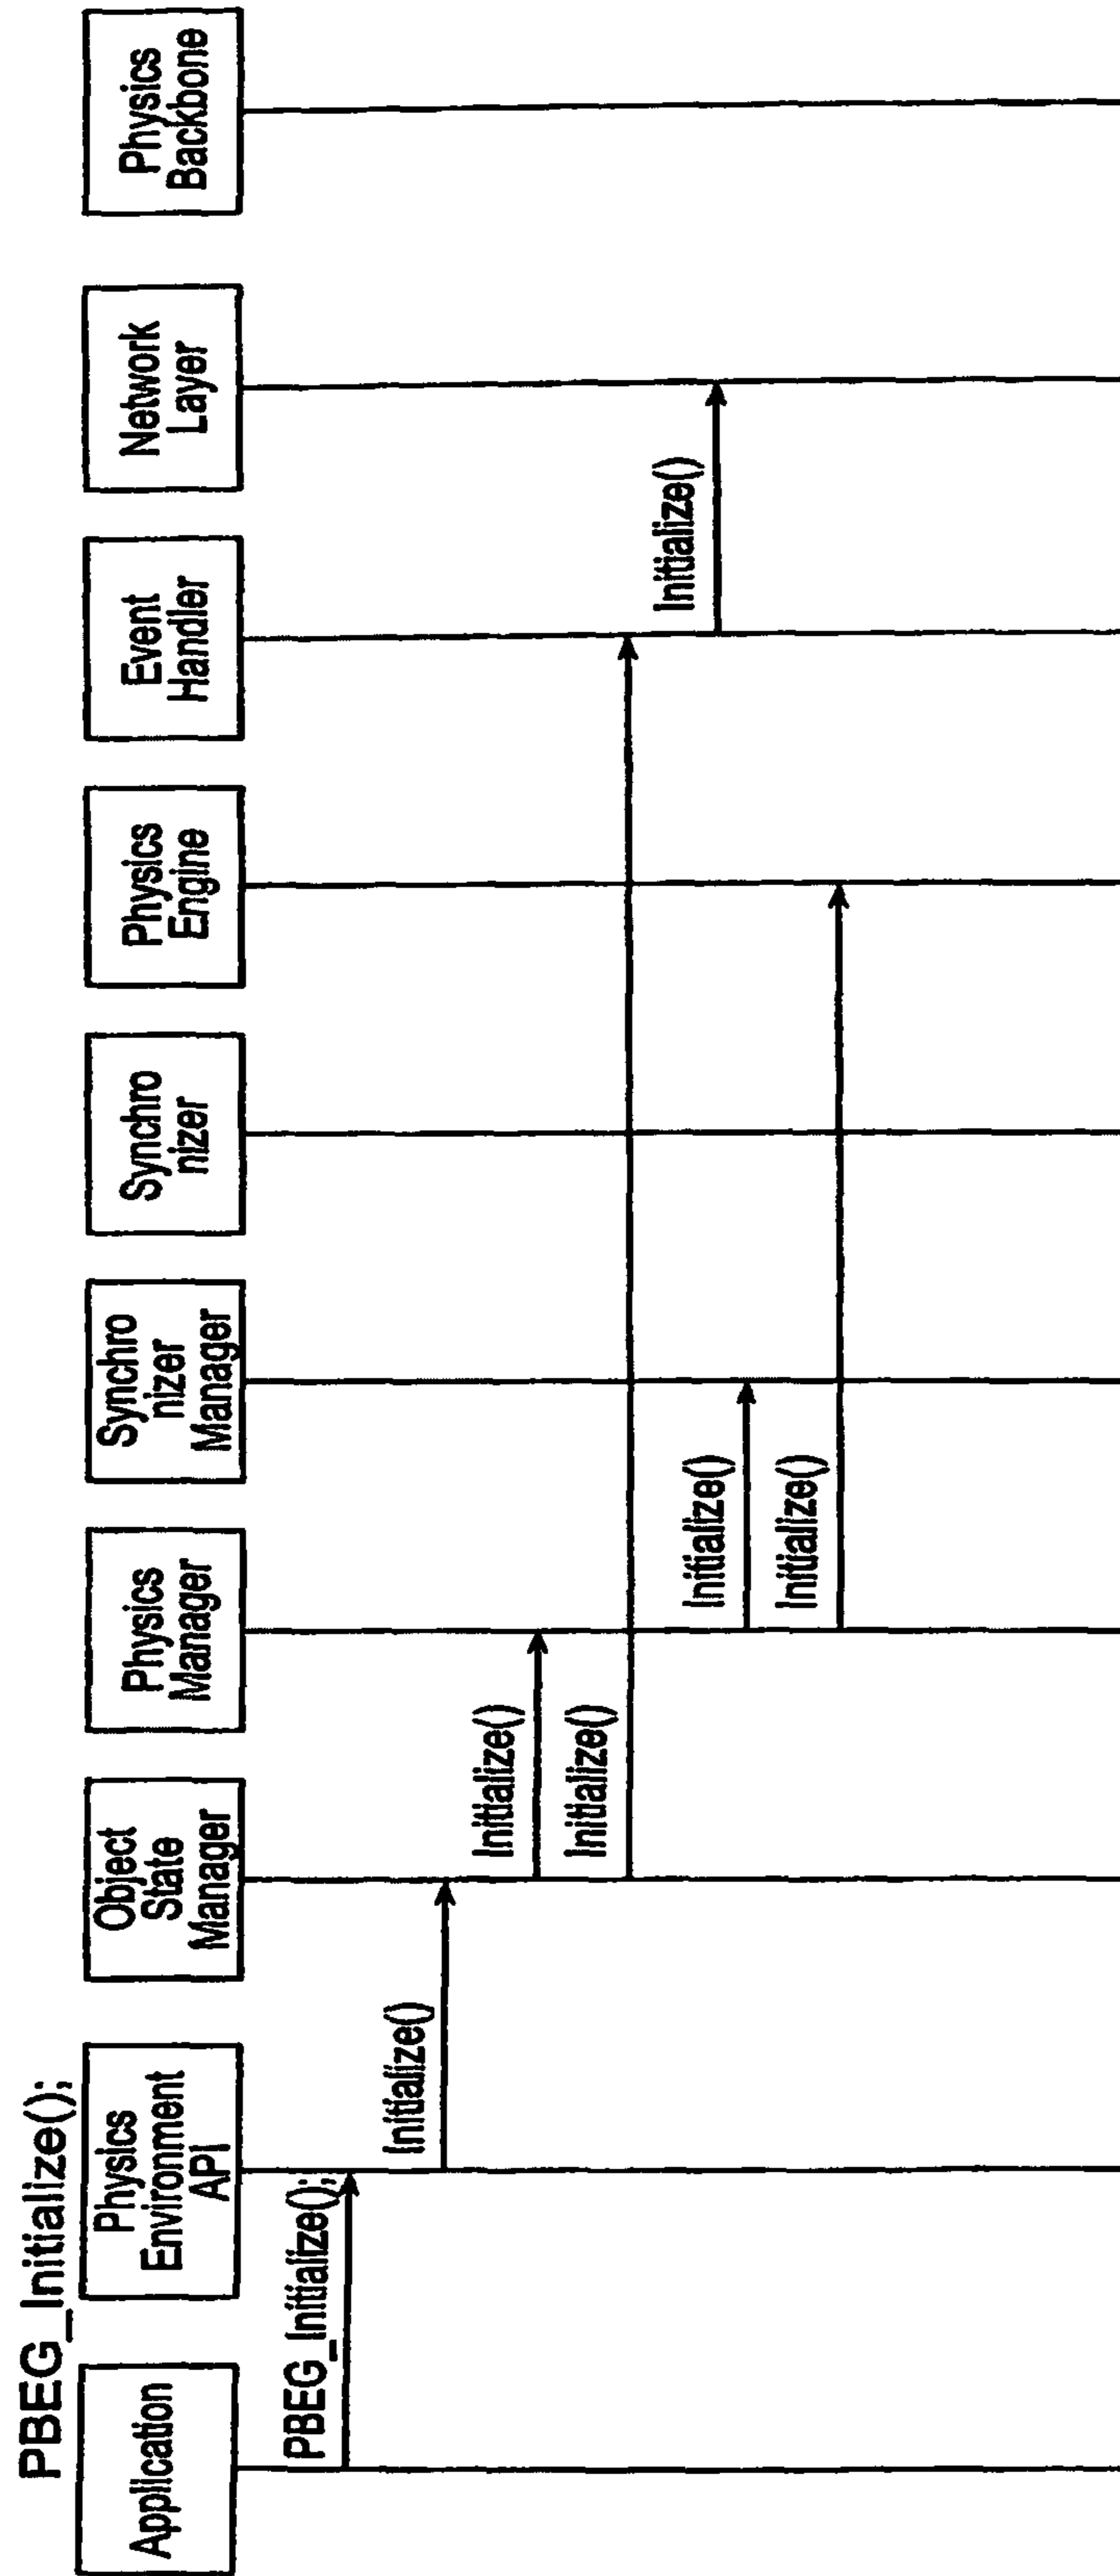 PBEG_Initialize();
Application
Physics
Environment
API
Object
State
Manager
Physics
Manager
Synchro
nizer
Manager
Synchro
nizer
Physics
Engine
Event
Handler
Network
Layer
Physics
Backbone
PBEG_Initialize();
Initialize()
Initialize()
Initialize()
Initialize()
Initialize()
Initialize()